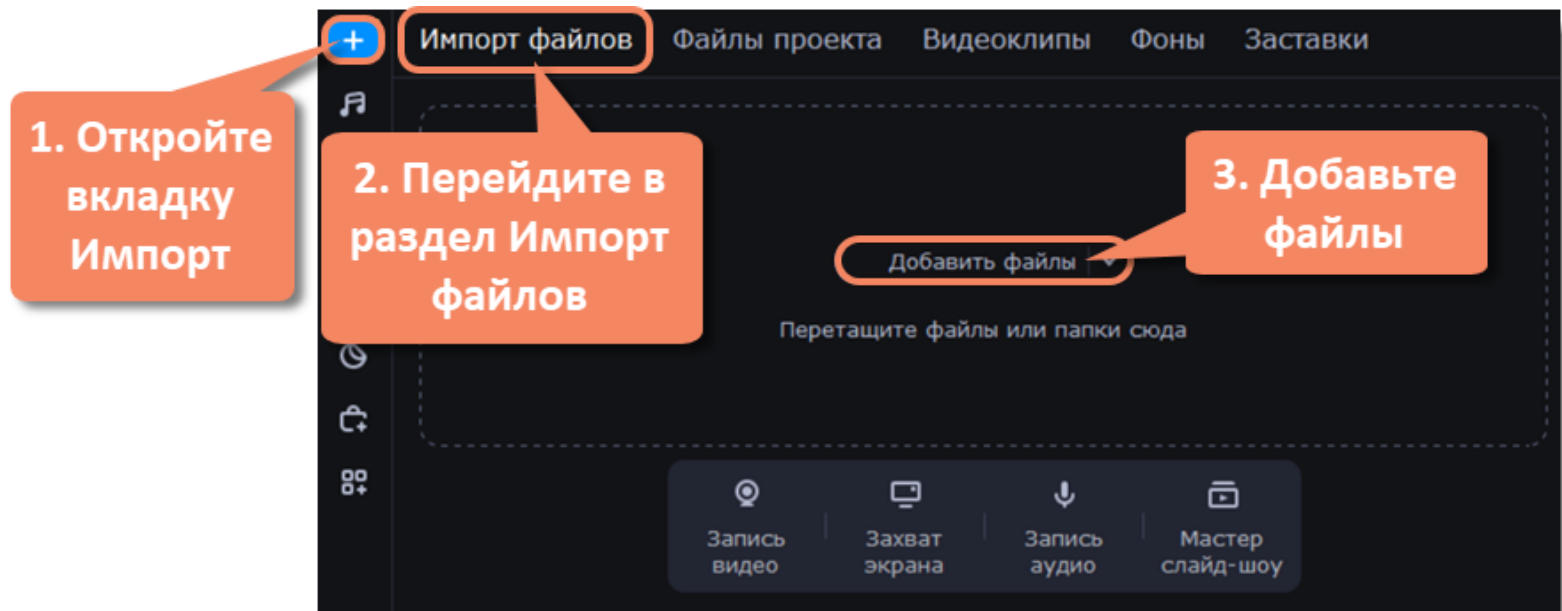 Импорт файлов Файлы проекта Видеоклипы Фоны Заставки
1. Откройте
вкладку
Импорт
2. Перейдите в
раздел Импорт
файлов
3. Добавьте
файлы
Добавить файлы
Перетащите файлы или папки сюда
Запись
видео
Захват
экрана
Запись
аудио
Мастер
слайд-шоу